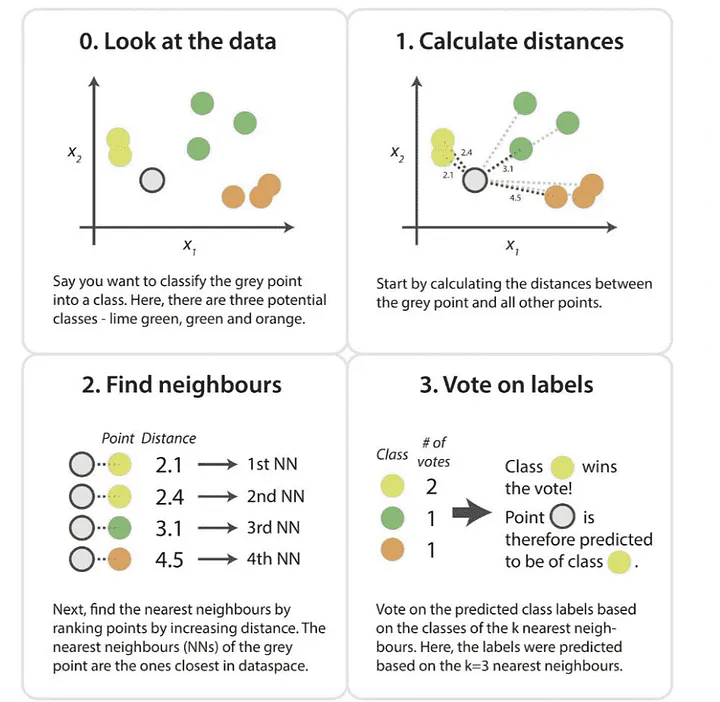 0. Look at the data
x2
x1
Say you want to classify the grey point
into a class. Here, there are three potential
classes - lime green, green and orange.
1. Calculate distances
x2
2.4
2.1
3.1
4.5
x1
Start by calculating the distances between
the grey point and all other points.
2. Find neighbours
Point Distance
2.1 1st NN
2.4 2nd NN
3.1 3rd NN
4.5 4th NN
Next, find the nearest neighbours by
ranking points by increasing distance. The
nearest neighbours (NNs) of the grey
point are the ones closest in dataspace.
3. Vote on labels
Class # of
votes
2
1
1
Class wins
the vote!
Point is
therefore predicted
to be of class .
Vote on the predicted class labels based
on the classes of the k nearest neigh-
bours. Here, the labels were predicted
based on the k=3 nearest neighbours.